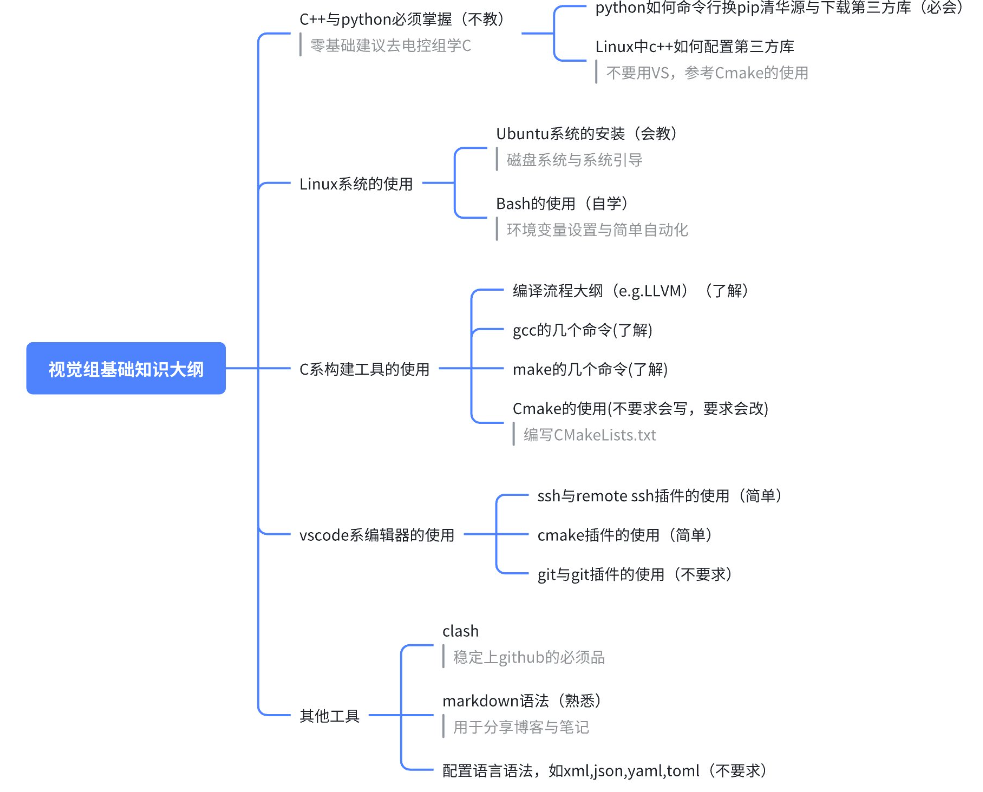 python如何命令行换pip清华源与下载第三方库（必会）
C++与python必须掌握（不教）
零基础建议去电控组学C
Linux中c++如何配置第三方库
不要用VS，参考Cmake的使用
Ubuntu系统的安装（会教）
磁盘系统与系统引导
Linux系统的使用
Bash的使用（自学）
环境变量设置与简单自动化
编译流程大纲（e.g.LLVM）（了解）
gcc的几个命令(了解)
视觉组基础知识大纲
C系构建工具的使用
make的几个命令(了解)
Cmake的使用(不要求会写，要求会改)
编写CMakeLists.txt
ssh与remote ssh插件的使用（简单）
vscode系编辑器的使用
cmake插件的使用（简单）
git与git插件的使用（不要求）
clash
稳定上github的必须品
markdown语法（熟悉）
用于分享博客与笔记
其他工具
配置语言语法，如xml,json,yaml,toml（不要求）